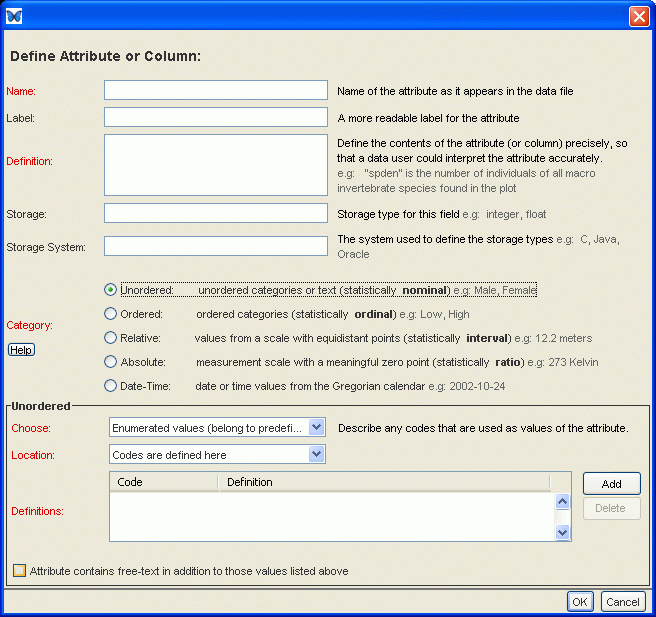 Define Attribute or Column:
Name: Name of the attribute as it appears in the data file
Label: A more readable label for the attribute
Definition: Define the contents of the attribute (or column) precisely, so
that a data user could interpret the attribute accurately.
e.g: "spden" is the number of individuals of all macro
invertebrate species found in the plot
Storage: Storage type for this field e.g: integer, float
Storage System: The system used to define the storage types e.g: C, Java,
Oracle
Category:
Help
Unordered: unordered categories or text (statistically nominal) e.g: Male, Female
Ordered: ordered categories (statistically ordinal) e.g: Low, High
Relative: values from a scale with equidistant points (statistically interval) e.g: 12.2 meters
Absolute: measurement scale with a meaningful zero point (statistically ratio) e.g: 273 Kelvin
Date-Time: date or time values from the Gregorian calendar e.g: 2002-10-24
Unordered
Choose: Enumerated values (belong to predefi... Describe any codes that are used as values of the attribute.
Location: Codes are defined here
Definitions:
Code Definition
Add
Delete
Attribute contains free-text in addition to those values listed above
OK Cancel